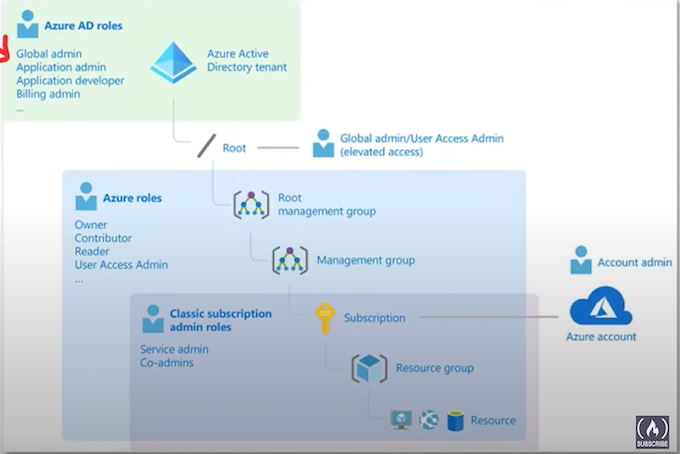 Azure AD roles
Global admin
Application admin
Application developer
Billing admin
...
Azure Active
Directory tenant
Root
Global admin/User Access Admin
(elevated access)
Azure roles
Owner
Contributor
Reader
User Access Admin
...
Root
management group
Management group
Account admin
Classic subscription
admin roles
Service admin
Co-admins
Subscription
Azure account
Resource group
Resource
SUBSCRIBE